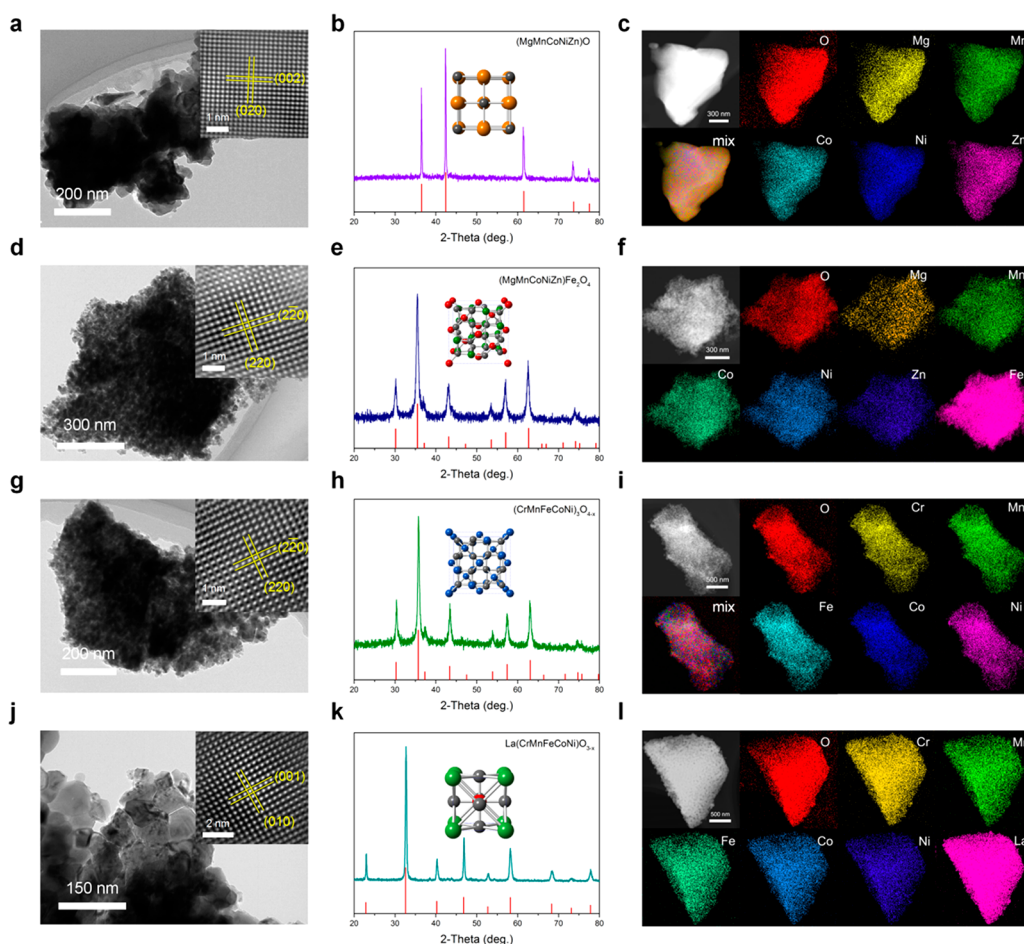 a
(002)
(020)
1 nm
200 nm
b
(MgMnCoNiZn)O
20 30 40 50 60 70 80
2-Theta (deg.)
c
O
Mg
Mn
300 nm
mix
Co
Ni
Zn
d
(2-20)
(220)
1 nm
300 nm
e
(MgMnCoNiZn)Fe₂O₄
20 30 40 50 60 70 80
2-Theta (deg.)
f
O
Mg
Mn
300 nm
Co
Ni
Zn
Fe
g
(2-20)
(220)
1 nm
200 nm
h
(CrMnFeCoNi)₃O₄₋ₓ
20 30 40 50 60 70 80
2-Theta (deg.)
i
O
Cr
Mn
500 nm
mix
Fe
Co
Ni
j
(001)
(010)
2 nm
150 nm
k
La(CrMnFeCoNi)O₃₋ₓ
20 30 40 50 60 70 80
2-Theta (deg.)
l
O
Cr
Mn
500 nm
Fe
Co
Ni
La